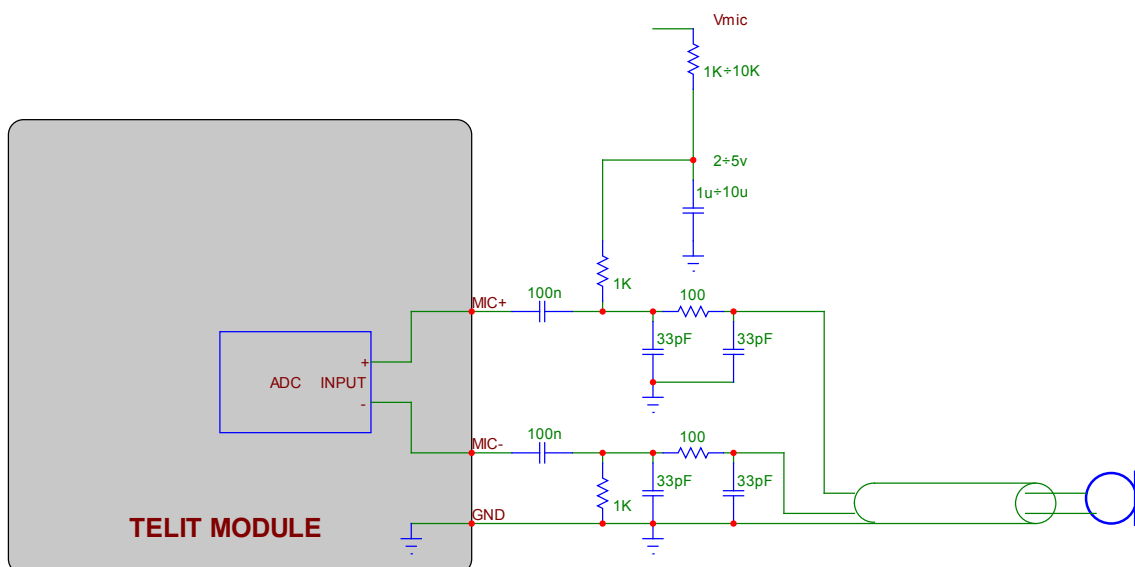 Vmic
1K÷10K
2÷5v
1u÷10u
1K
100n
100
MIC+
33pF
33pF
+
ADC INPUT
-
100n
100
MIC-
33pF
33pF
1K
GND
TELIT MODULE